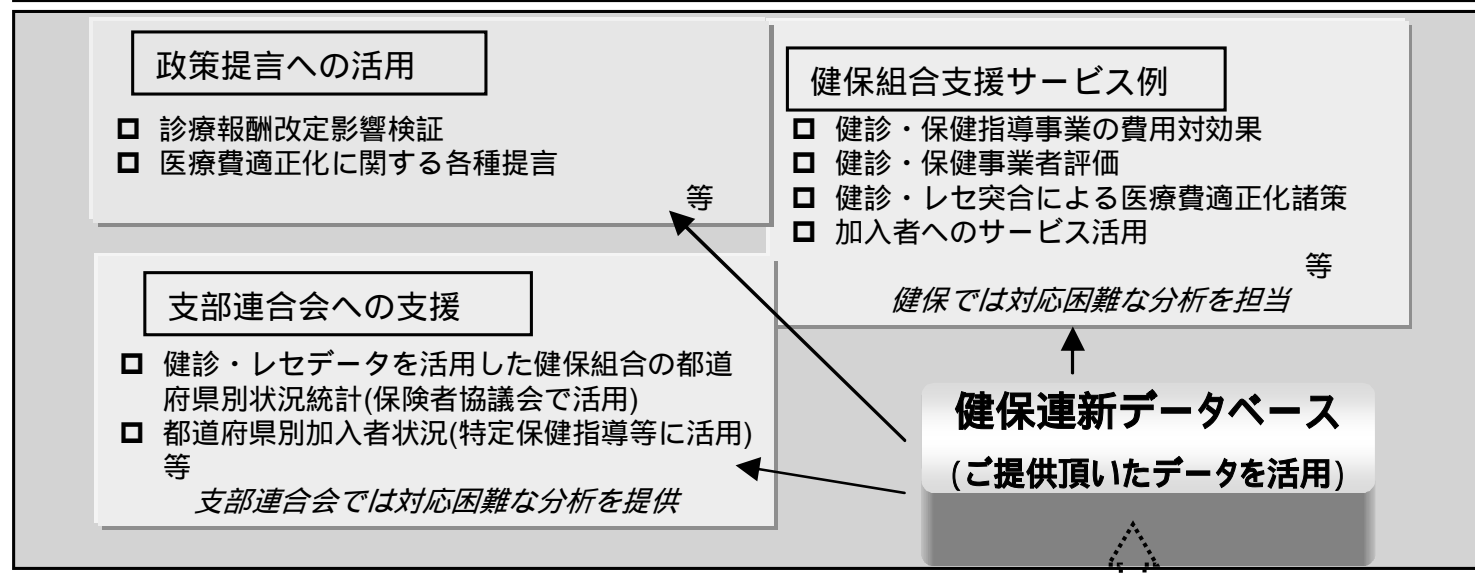 政策提言への活用
□ 診療報酬改定影響検証
□ 医療費適正化に関する各種提言
等
健保組合支援サービス例
□ 健診・保健指導事業の費用対効果
□ 健診・保健事業者評価
□ 健診・レセ突合による医療費適正化諸策
□ 加入者へのサービス活用
等
健保では対応困難な分析を担当
支部連合会への支援
□ 健診・レセデータを活用した健保組合の都道
府県別状況統計(保険者協議会で活用)
□ 都道府県別加入者状況(特定保健指導等に活用)
等
支部連合会では対応困難な分析を提供
健保連新データベース
(ご提供頂いたデータを活用)